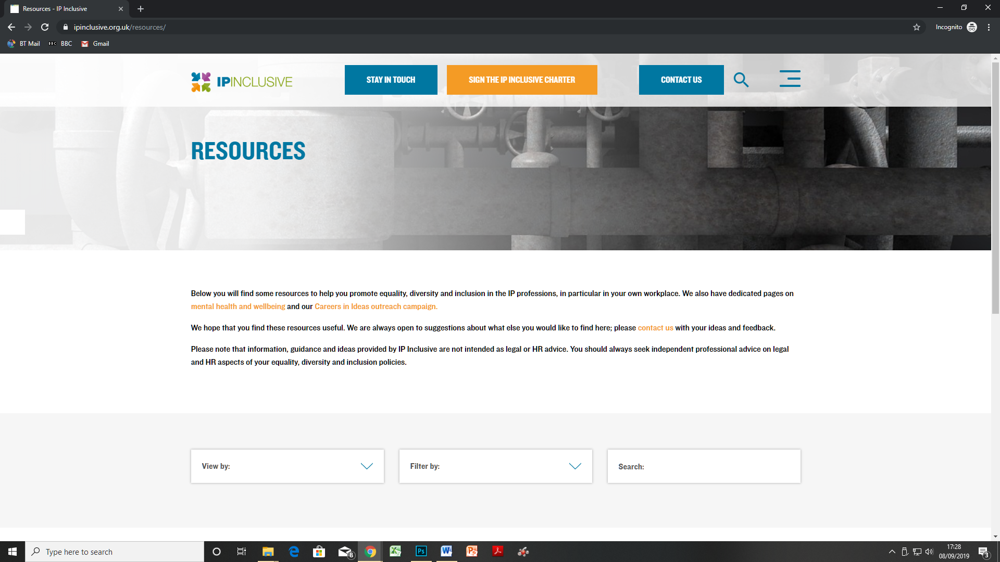 Resources - IP Inclusive
ipinclusive.org.uk/resources/
Incognito
BT Mail
BBC BBC
Gmail
IPINCLUSIVE
STAY IN TOUCH
SIGN THE IP INCLUSIVE CHARTER
CONTACT US
RESOURCES
Below you will find some resources to help you promote equality, diversity and inclusion in the IP professions, in particular in your own workplace. We also have dedicated pages on
mental health and wellbeing and our Careers in Ideas outreach campaign.
We hope that you find these resources useful. We are always open to suggestions about what else you would like to find here; please contact us with your ideas and feedback.
Please note that information, guidance and ideas provided by IP Inclusive are not intended as legal or HR advice. You should always seek independent professional advice on legal
and HR aspects of your equality, diversity and inclusion policies.
View by:
Filter by:
Search:
Type here to search
8
Ps
17:28
08/09/2019
3